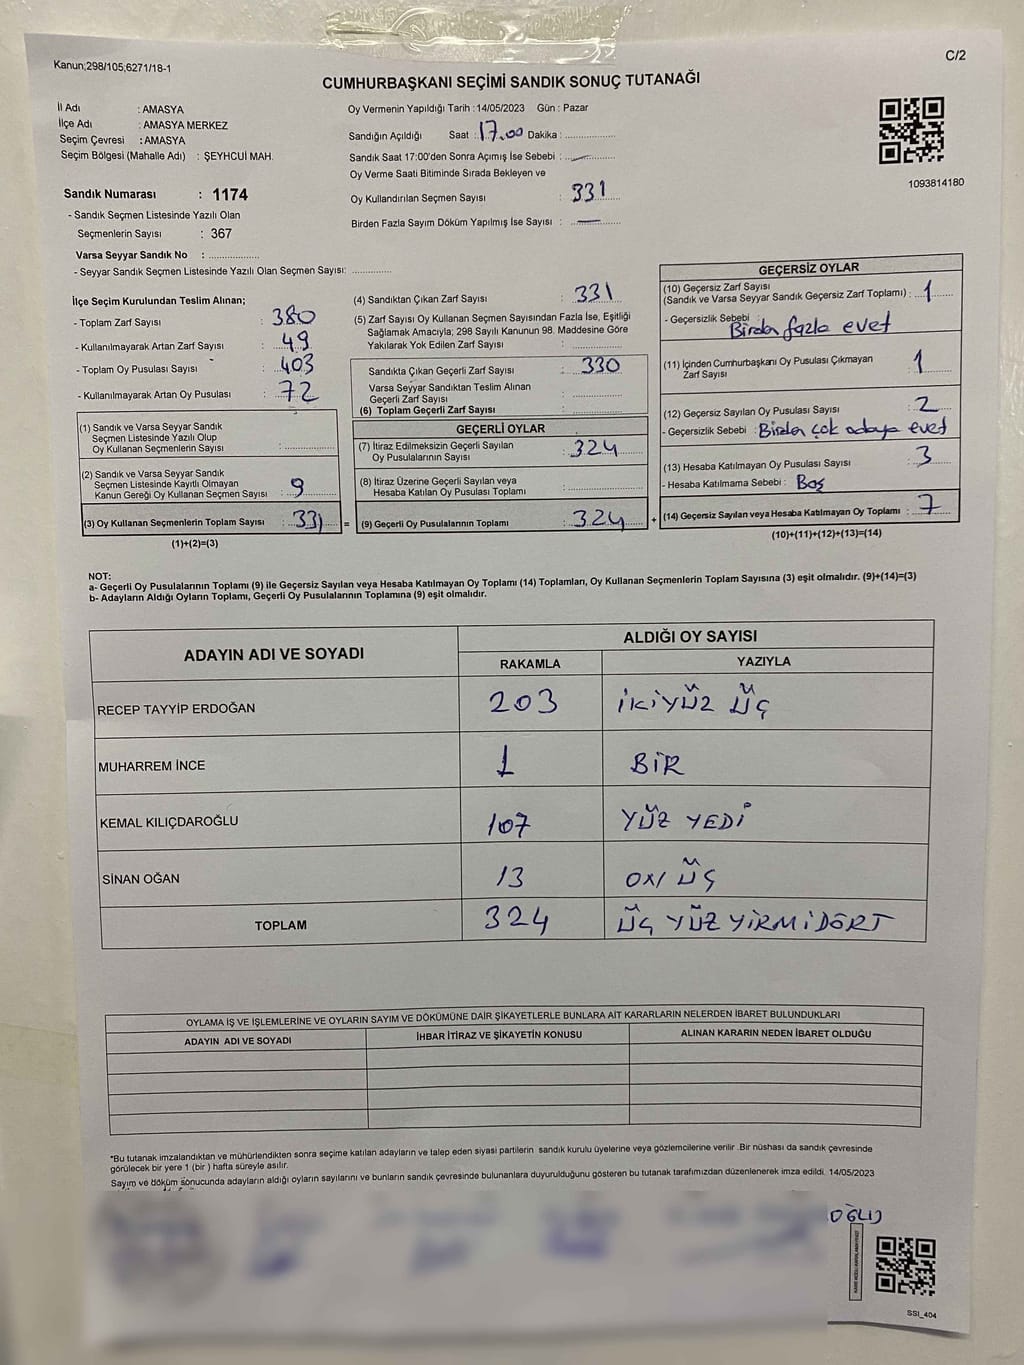 Kanun;298/105;6271/18-1
C/2
CUMHURBAŞKANI SEÇİMİ SANDIK SONUÇ TUTANAĞI
İl Adı : AMASYA
İlçe Adı : AMASYA MERKEZ
Seçim Çevresi : AMASYA
Seçim Bölgesi (Mahalle Adı) : ŞEYHCUİ MAH.
Sandık Numarası : 1174
- Sandık Seçmen Listesinde Yazılı Olan
Seçmenlerin Sayısı : 367
Varsa Seyyar Sandık No : ..................
- Seyyar Sandık Seçmen Listesinde Yazılı Olan Seçmen Sayısı: ..............
Oy Vermenin Yapıldığı Tarih : 14/05/2023 Gün : Pazar
Sandığın Açıldığı Saat : 17.00 Dakika : ..................
Sandık Saat 17:00'den Sonra Açımış İse Sebebi : ..................
Oy Verme Saati Bitiminde Sırada Bekleyen ve
Oy Kullandırılan Seçmen Sayısı : 331
Birden Fazla Sayım Döküm Yapılmış İse Sayısı : —
1093814180
İlçe Seçim Kurulundan Teslim Alınan;
- Toplam Zarf Sayısı : 380
- Kullanılmayarak Artan Zarf Sayısı : 49
- Toplam Oy Pusulası Sayısı : 403
- Kullanılmayarak Artan Oy Pusulası : 72
(1) Sandık ve Varsa Seyyar Sandık
Seçmen Listesinde Yazılı Olup
Oy Kullanan Seçmenlerin Sayısı : ..................
(2) Sandık ve Varsa Seyyar Sandık
Seçmen Listesinde Kayıtlı Olmayan
Kanun Gereği Oy Kullanan Seçmen Sayısı : 9
(3) Oy Kullanan Seçmenlerin Toplam Sayısı : 331 =
(1)+(2)=(3)
(4) Sandıktan Çıkan Zarf Sayısı : 331
(5) Zarf Sayısı Oy Kullanan Seçmen Sayısından Fazla İse, Eşitliği
Sağlamak Amacıyla; 298 Sayılı Kanunun 98. Maddesine Göre
Yakılarak Yok Edilen Zarf Sayısı : ..................
Sandıkta Çıkan Geçerli Zarf Sayısı : 330
Varsa Seyyar Sandıktan Teslim Alınan
Geçerli Zarf Sayısı : ..................
(6) Toplam Geçerli Zarf Sayısı : ..................
GEÇERLİ OYLAR
(7) İtiraz Edilmeksizin Geçerli Sayılan
Oy Pusulalarının Sayısı : 324
(8) İtiraz Üzerine Geçerli Sayılan veya
Hesaba Katılan Oy Pusulası Toplamı : ..................
(9) Geçerli Oy Pusulalarının Toplamı : 324 +
GEÇERSİZ OYLAR
(10) Geçersiz Zarf Sayısı
(Sandık ve Varsa Seyyar Sandık Geçersiz Zarf Toplamı) : 1
- Geçersizlik Sebebi : Birden fazla evet
(11) İçinden Cumhurbaşkanı Oy Pusulası Çıkmayan
Zarf Sayısı : 1
(12) Geçersiz Sayılan Oy Pusulası Sayısı : 2
- Geçersizlik Sebebi : Birden çok adaya evet
(13) Hesaba Katılmayan Oy Pusulası Sayısı : 3
- Hesaba Katılmama Sebebi : Boş
(14) Geçersiz Sayılan veya Hesaba Katılmayan Oy Toplamı : 7
(10)+(11)+(12)+(13)=(14)
NOT:
a- Geçerli Oy Pusulalarının Toplamı (9) ile Geçersiz Sayılan veya Hesaba Katılmayan Oy Toplamı (14) Toplamları, Oy Kullanan Seçmenlerin Toplam Sayısına (3) eşit olmalıdır. (9)+(14)=(3)
b- Adayların Aldığı Oyların Toplamı, Geçerli Oy Pusulalarının Toplamına (9) eşit olmalıdır.
ADAYIN ADI VE SOYADI ALDIĞI OY SAYISI
RAKAMLA YAZIYLA
RECEP TAYYİP ERDOĞAN 203 İKİYÜZ ÜÇ
MUHARREM İNCE 1 BİR
KEMAL KILIÇDAROĞLU 107 YÜZ YEDİ
SİNAN OĞAN 13 ON ÜÇ
TOPLAM 324 ÜÇ YÜZ YİRMİDÖRT
OYLAMA İŞ VE İŞLEMLERİNE VE OYLARIN SAYIM VE DÖKÜMÜNE DAİR ŞİKAYETLERLE BUNLARA AİT KARARLARIN NELERDEN İBARET BULUNDUKLARI
ADAYIN ADI VE SOYADI İHBAR İTİRAZ VE ŞİKAYETİN KONUSU ALINAN KARARIN NEDEN İBARET OLDUĞU
*Bu tutanak imzalandıktan ve mühürlendikten sonra seçime katılan adayların ve talep eden siyasi partilerin sandık kurulu üyelerine veya gözlemcilerine verilir .Bir nüshası da sandık çevresinde
görülecek bir yere 1 (bir ) hafta süreyle asılır.
Sayım ve döküm sonucunda adayların aldığı oyların sayılarını ve bunların sandık çevresinde bulunanlara duyurulduğunu gösteren bu tutanak tarafımızdan düzenlenerek imza edildi. 14/05/2023
OĞLU
SSI_404